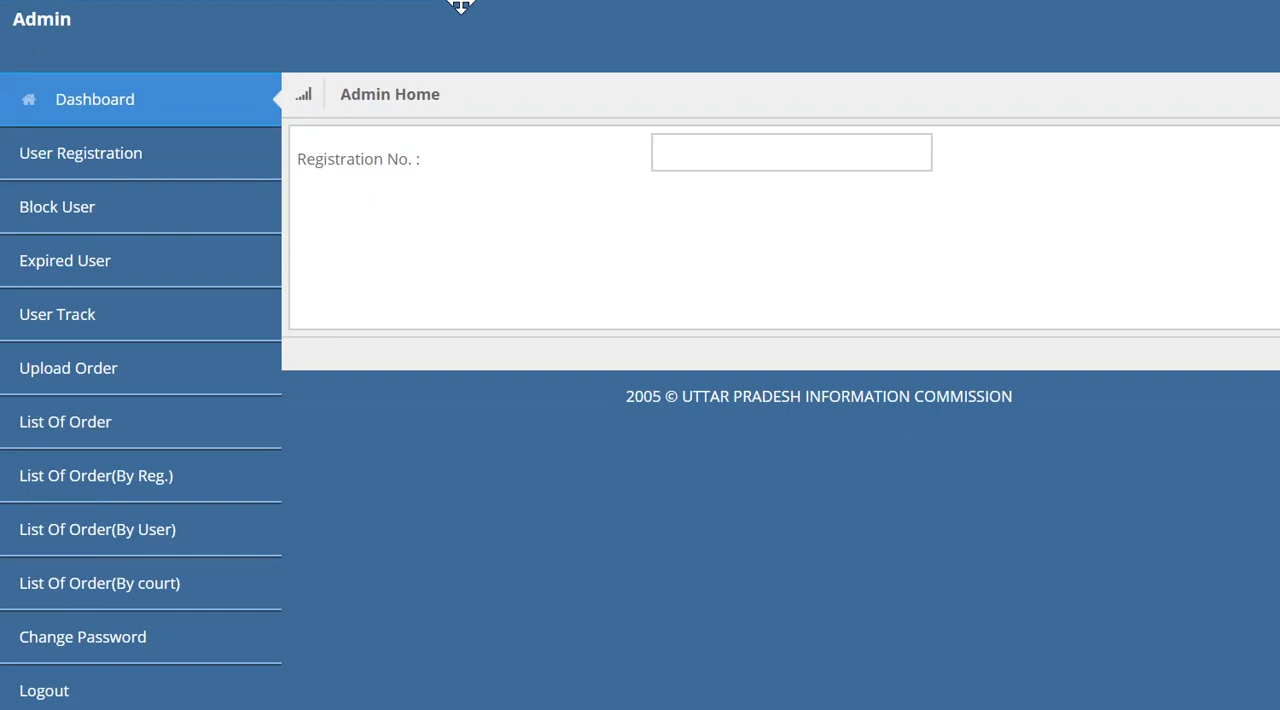 Admin
Dashboard
Admin Home
User Registration
Registration No. :
Block User
Expired User
User Track
Upload Order
2005 © UTTAR PRADESH INFORMATION COMMISSION
List Of Order
List Of Order(By Reg.)
List Of Order(By User)
List Of Order(By court)
Change Password
Logout